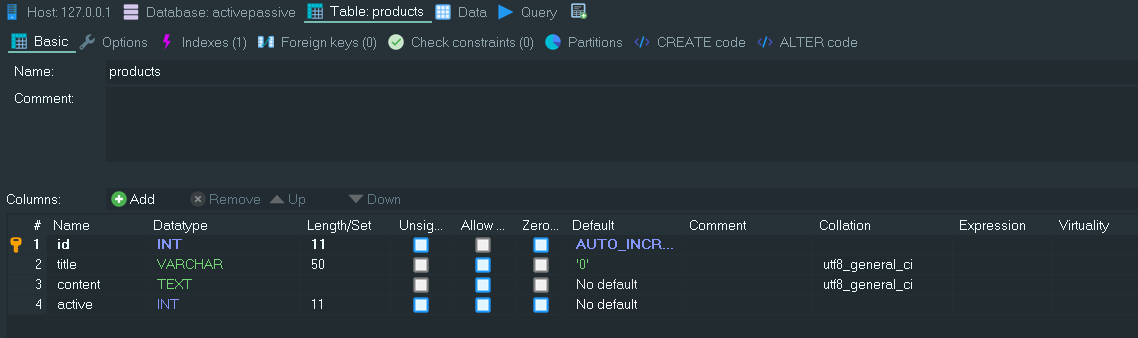 Host: 127.0.0.1 Database: activepassive Table: products Data Query
Basic Options Indexes (1) Foreign keys (0) Check constraints (0) Partitions CREATE code ALTER code
Name: products
Comment:
Columns: Add Remove Up Down
# Name Datatype Length/Set Unsig... Allow ... Zero... Default Comment Collation Expression Virtuality
1 id INT 11 AUTO_INCR...
2 title VARCHAR 50 '0' utf8_general_ci
3 content TEXT No default utf8_general_ci
4 active INT 11 No default